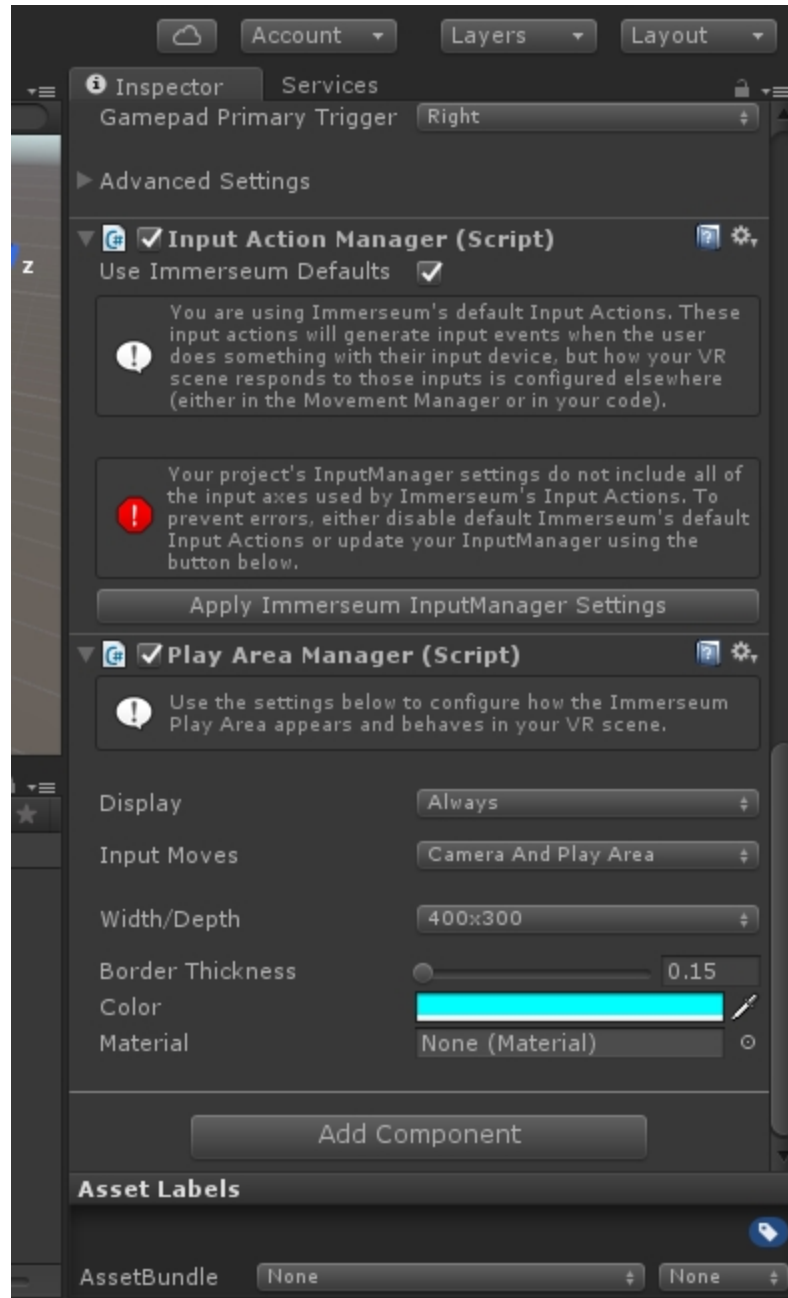 Account Layers Layout
Inspector Services
Gamepad Primary Trigger Right
Advanced Settings
z
C# Input Action Manager (Script)
Use Immerseum Defaults
You are using Immerseum's default Input Actions. These
input actions will generate input events when the user
does something with their input device, but how your VR
scene responds to those inputs is configured elsewhere
(either in the Movement Manager or in your code).
Your project's InputManager settings do not include all of
the input axes used by Immerseum's Input Actions. To
prevent errors, either disable default Immerseum's default
Input Actions or update your InputManager using the
button below.
Apply Immerseum InputManager Settings
C# Play Area Manager (Script)
Use the settings below to configure how the Immerseum
Play Area appears and behaves in your VR scene.
Display Always
Input Moves Camera And Play Area
Width/Depth 400x300
Border Thickness 0.15
Color
Material None (Material)
Add Component
Asset Labels
AssetBundle None None